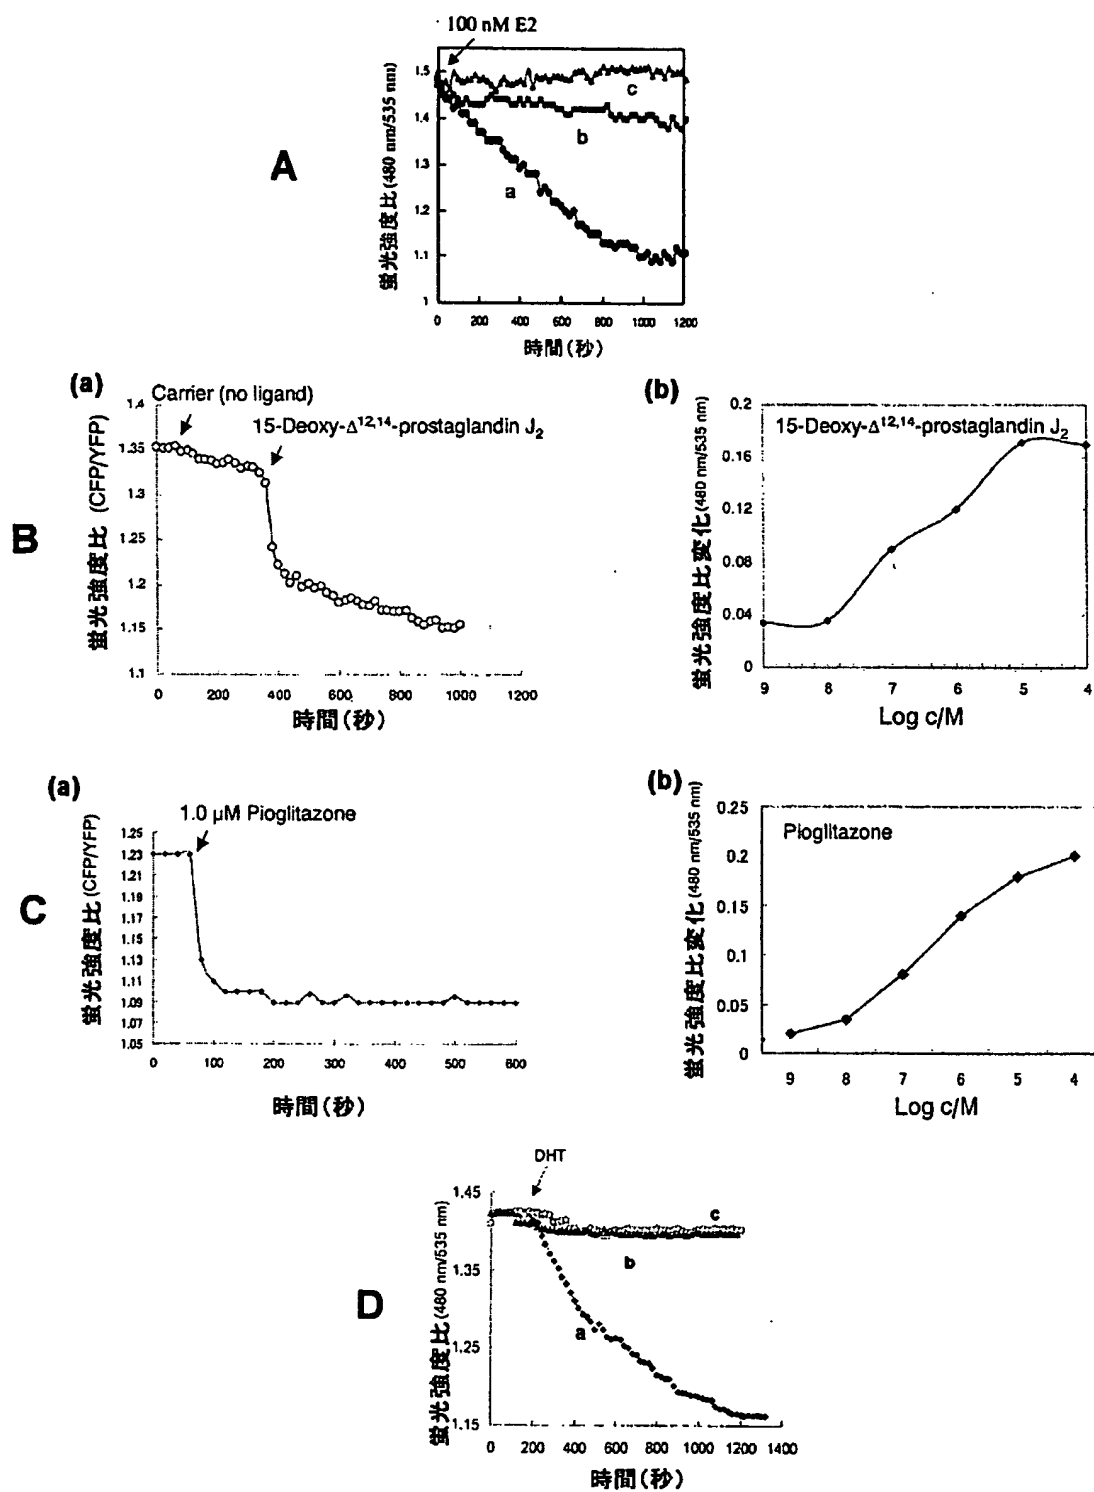 100 nM E2
A
蛍光強度比(480 nm/535 nm)
1.5
1.4
1.3
1.2
1.1
1
c
b
a
0 200 400 600 800 1000 1200
時間(秒)
B
(a)
Carrier (no ligand)
15-Deoxy-Δ12,14-prostaglandin J2
蛍光強度比 (CFP/YFP)
1.4
1.35
1.3
1.25
1.2
1.15
1.1
0 200 400 600 800 1000 1200
時間(秒)
(b)
15-Deoxy-Δ12,14-prostaglandin J2
蛍光強度比変化(480 nm/535 nm)
0.2
0.16
0.12
0.08
0.04
0
9 8 7 6 5 4
Log c/M
C
(a)
1.0 µM Pioglitazone
蛍光強度比(CFP/YFP)
1.25
1.23
1.21
1.19
1.17
1.15
1.13
1.11
1.09
1.07
1.05
0 100 200 300 400 500 600
時間(秒)
(b)
Pioglitazone
蛍光強度比変化(480 nm/535 nm)
0.25
0.2
0.15
0.1
0.05
0
9 8 7 6 5 4
Log c/M
D
DHT
蛍光強度比(480 nm/535 nm)
1.45
1.35
1.25
1.15
c
b
a
0 200 400 600 800 1000 1200 1400
時間(秒)